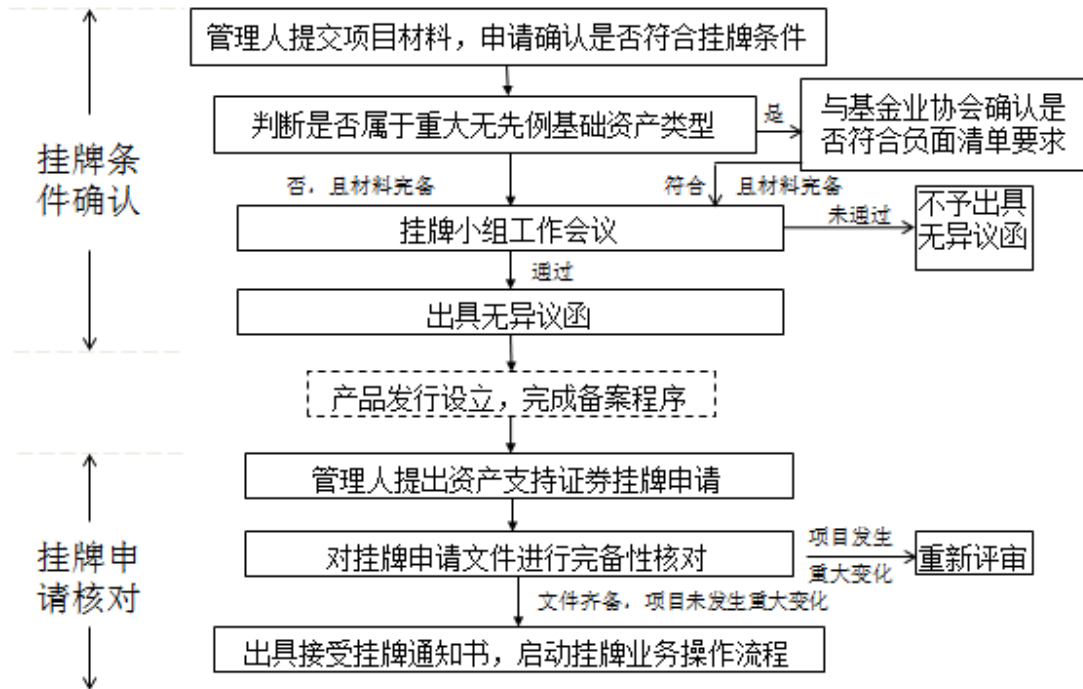 管理人提交项目材料，申请确认是否符合挂牌条件
判断是否属于重大无先例基础资产类型
是
与基金业协会确认是
否符合负面清单要求
挂牌条
件确认
否，且材料完备
符合
且材料完备
挂牌小组工作会议
未通过
不予出具
无异议函
通过
出具无异议函
产品发行设立，完成备案程序
管理人提出资产支持证券挂牌申请
挂牌申
请核对
对挂牌申请文件进行完备性核对
项目发生
重大变化
重新评审
文件齐备，项目未发生重大变化
出具接受挂牌通知书，启动挂牌业务操作流程